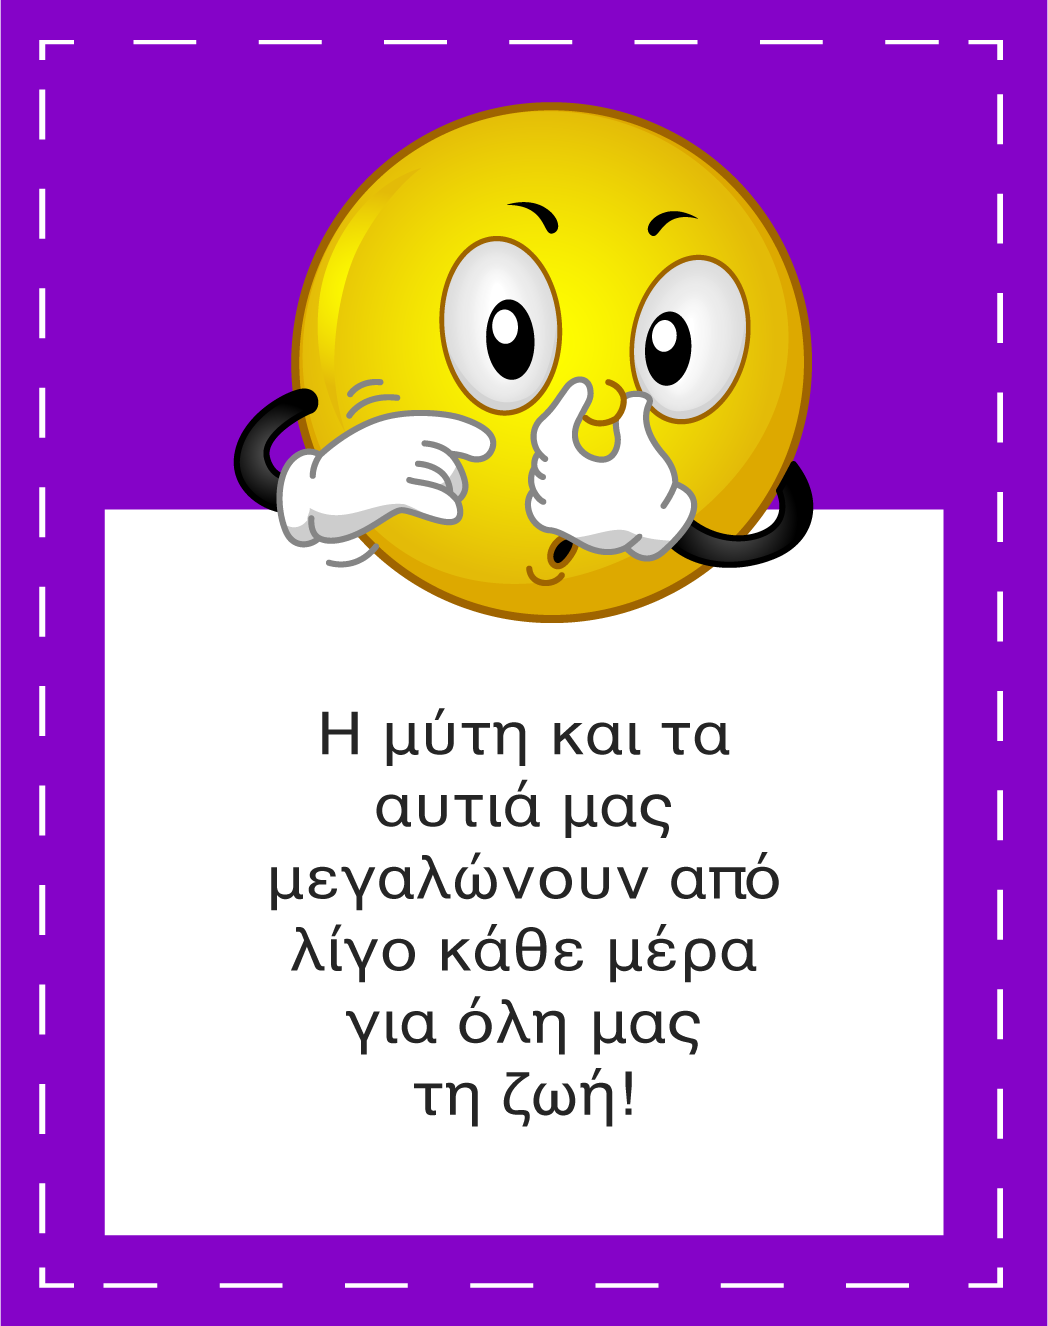 Η μύτη και τα
αυτιά μας
μεγαλώνουν από
λίγο κάθε μέρα
για όλη μας
τη ζωή!